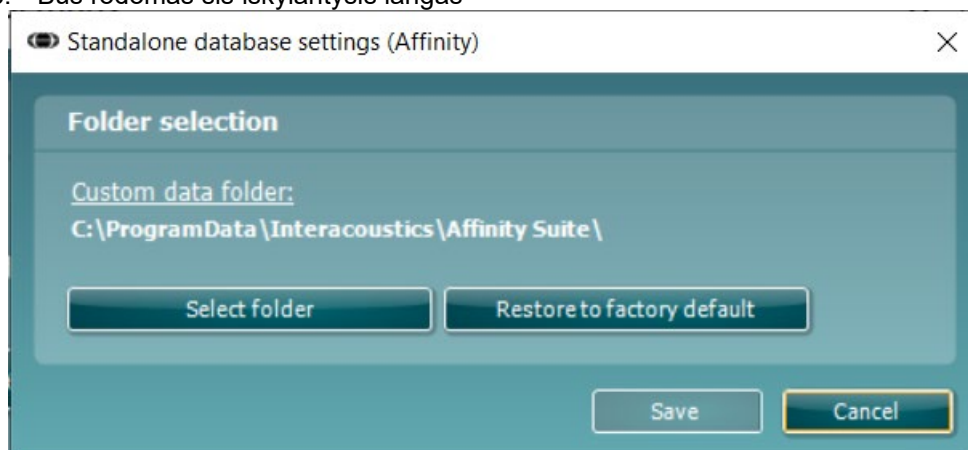 Bus rodomas šis iškylantysis langas
Standalone database settings (Affinity)
Folder selection
Custom data folder:
C:\ProgramData\Interacoustics\Affinity Suite\
Select folder
Restore to factory default
Save
Cancel